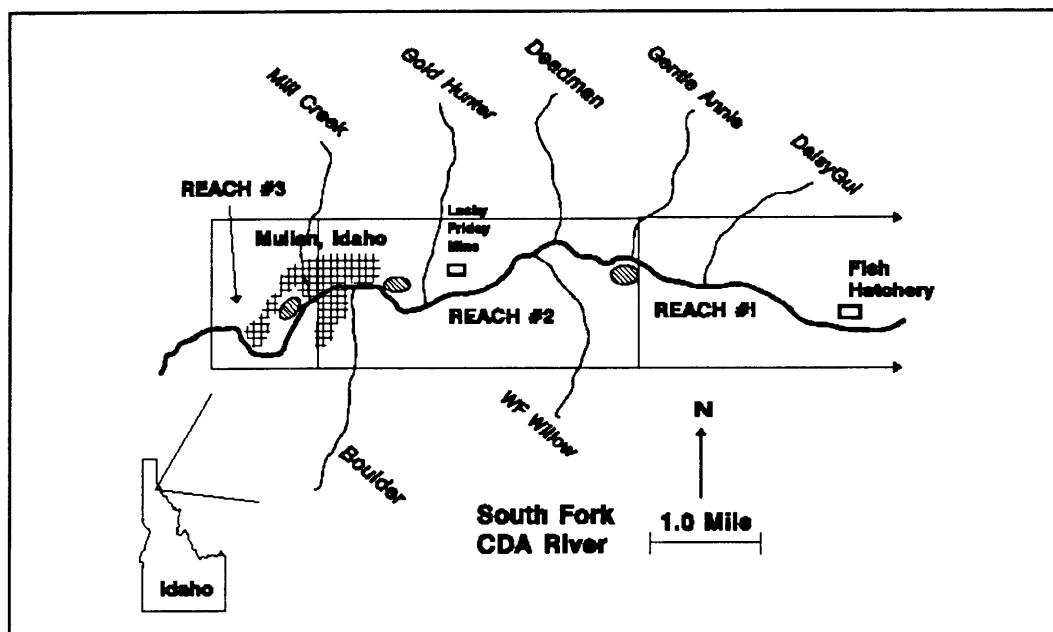 Mill Creek
Gold Hunter
Deadman
Gentle Annie
DaisyGul
REACH #3
Mullan, Idaho
Lucky
Friday
Mine
REACH #2
REACH #1
Fish
Hatchery
WF Willow
Boulder
N
South Fork
CDA River
1.0 Mile
Idaho